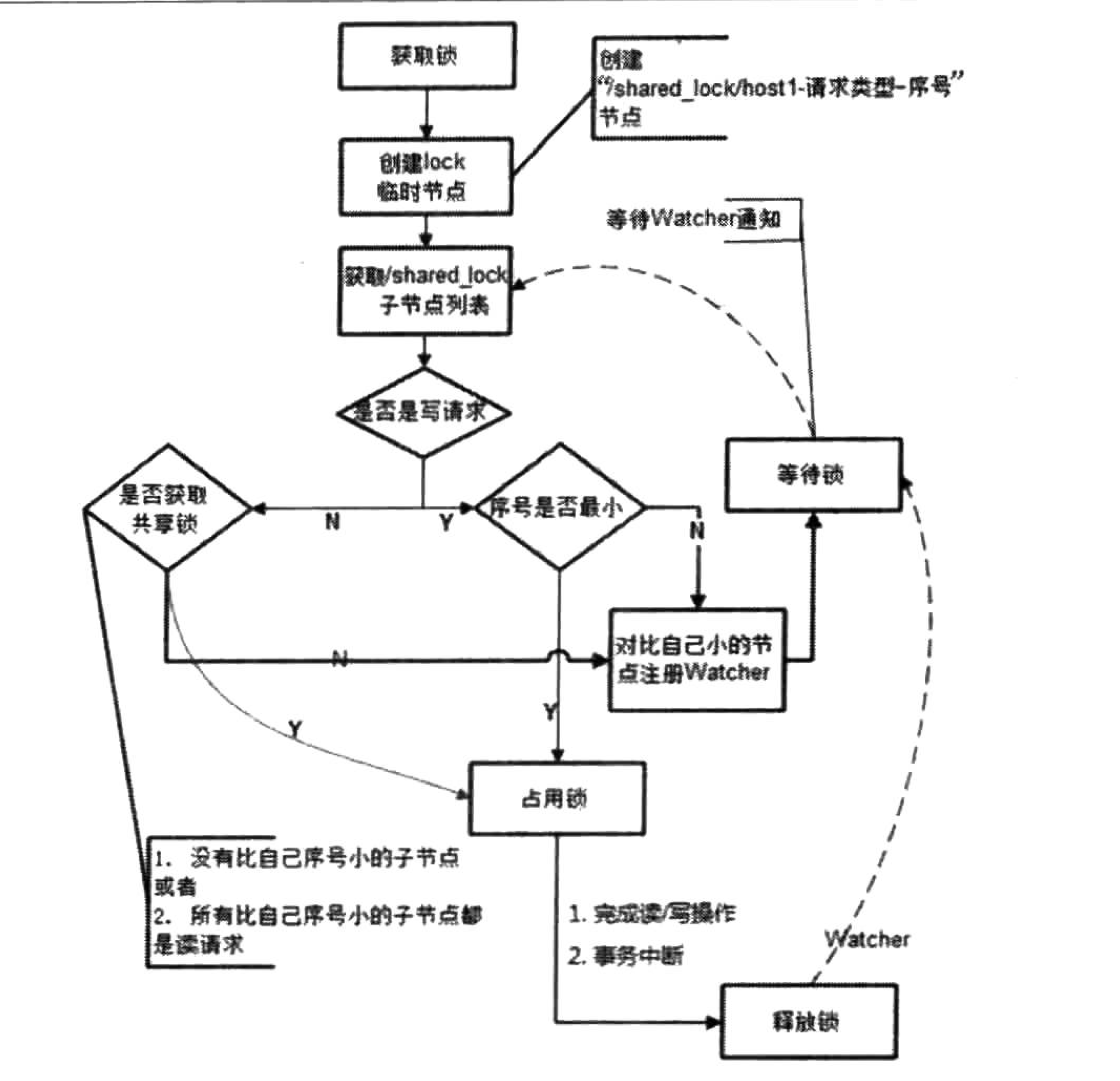 获取锁
创建
“/shared_lock/host1-请求类型-序号”
节点
创建lock
临时节点
等待Watcher通知
获取/shared_lock
子节点列表
是否是写请求
是否获取
共享锁
N
Y
序号是否最小
N
等待锁
对比自己小的节
点注册Watcher
N
Y
Y
占用锁
1. 没有比自己序号小的子节点
或者
2. 所有比自己序号小的子节点都
是读请求
1. 完成读/写操作
2. 事务中断
Watcher
释放锁